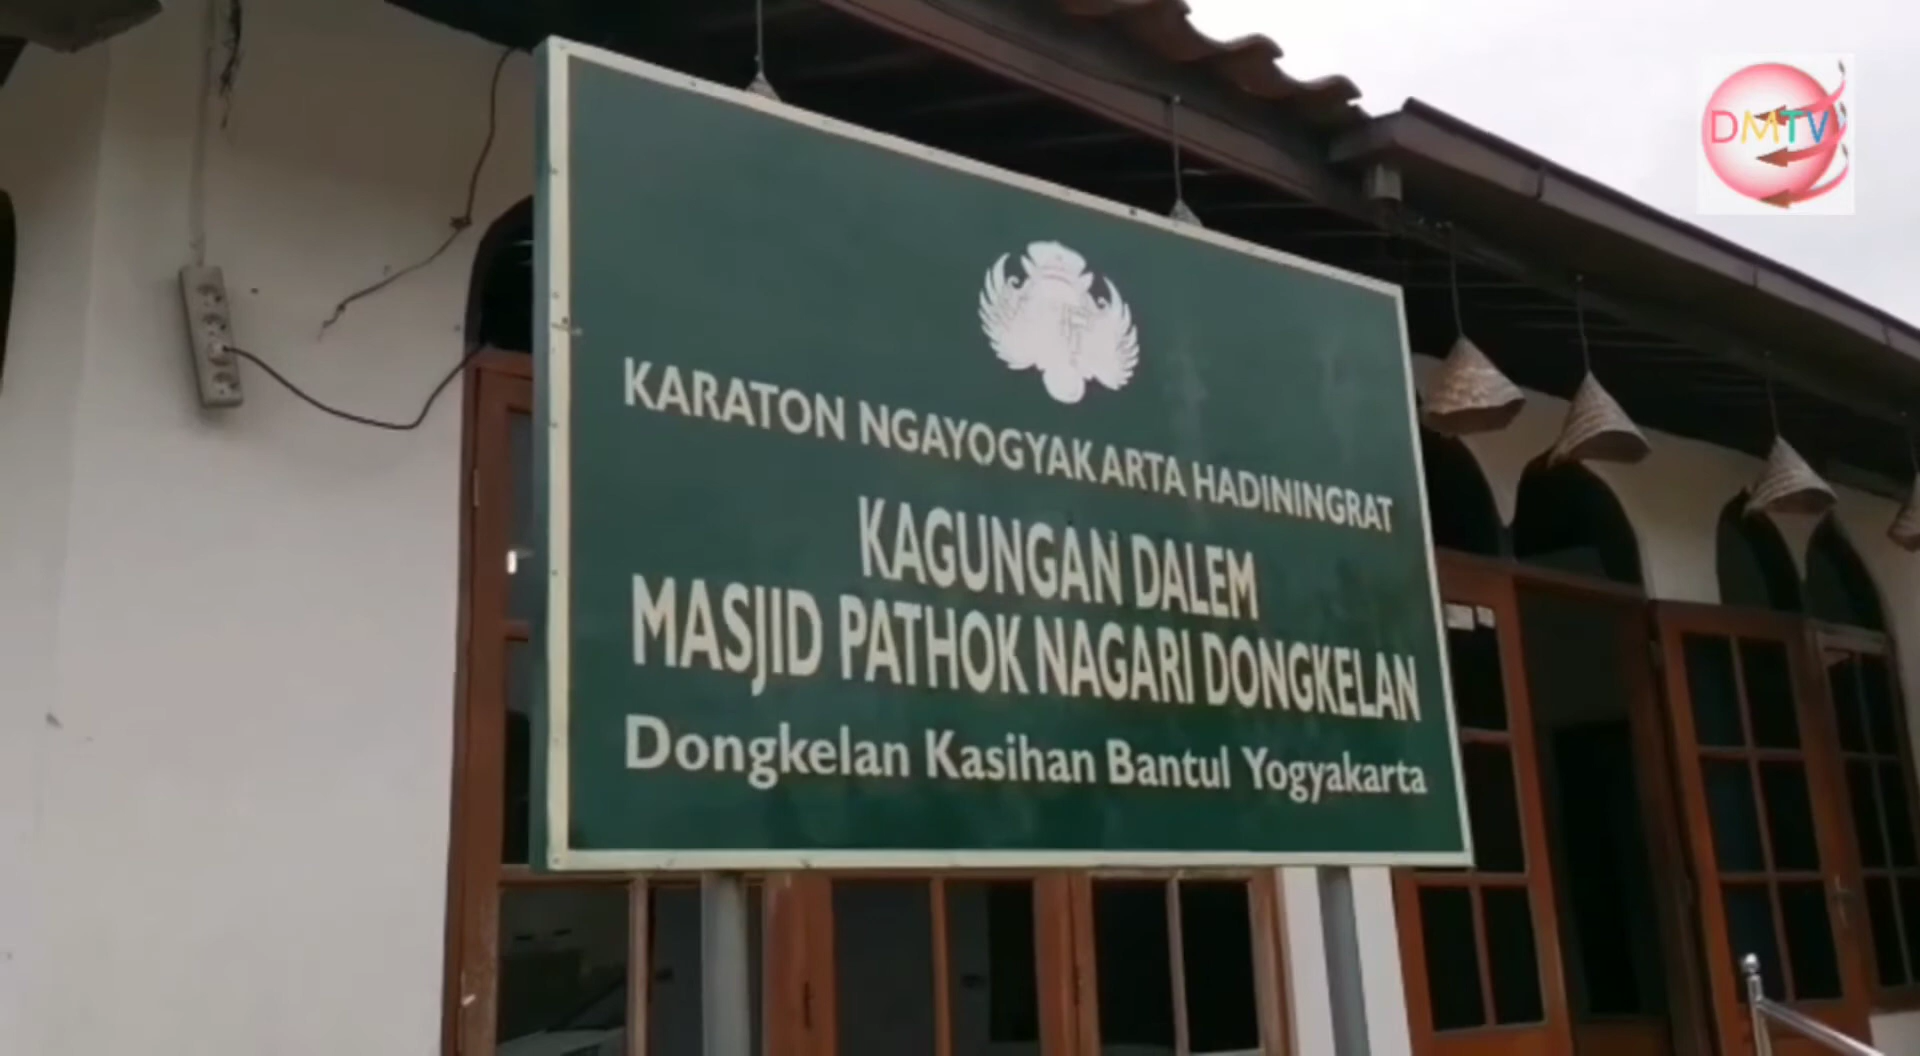 DMTV
KARATON NGAYOGYAKARTA HADININGRAT
KAGUNGAN DALEM
MASJID PATHOK NAGARI DONGKELAN
Dongkelan Kasihan Bantul Yogyakarta